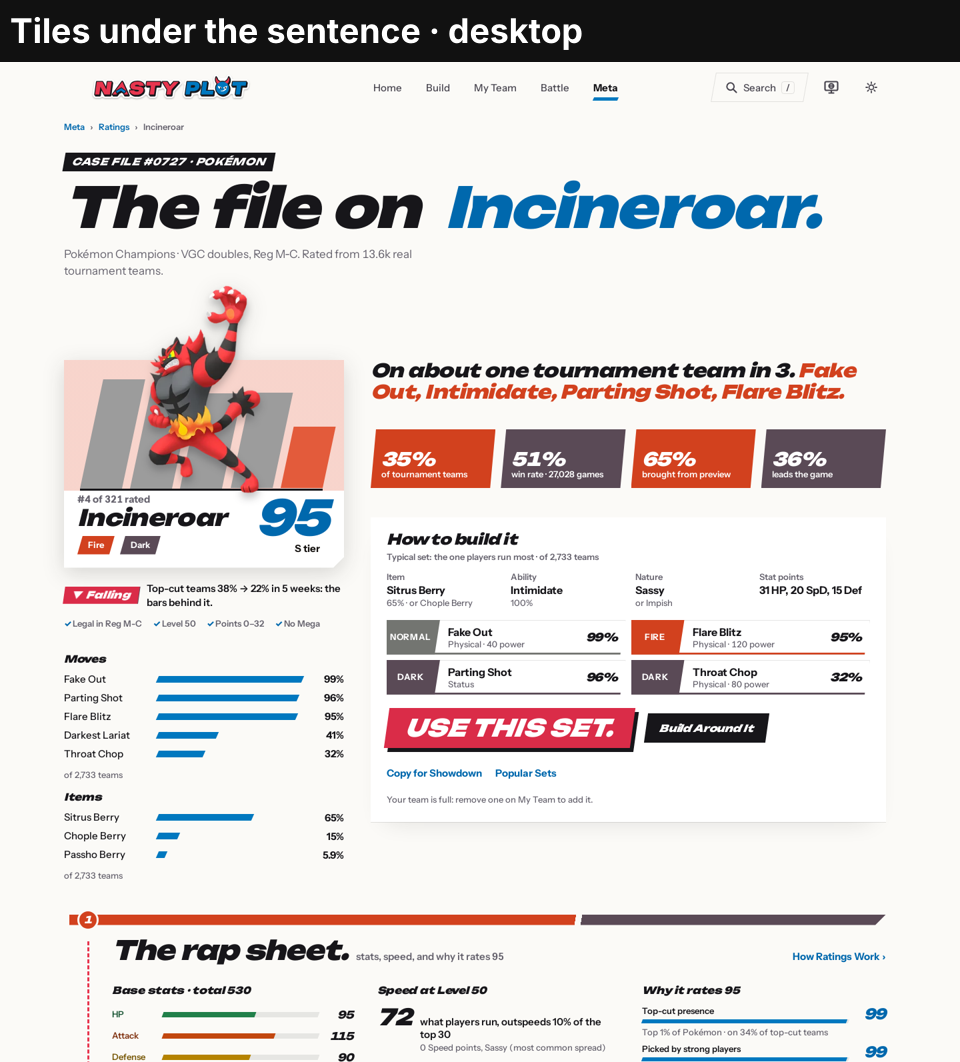 Tiles under the sentence · desktop
NASTY PLOT
Home
Build
My Team
Battle
Meta
Search
/
Meta › Ratings › Incineroar
CASE FILE #0727 · POKÉMON
The file on Incineroar.
Pokémon Champions · VGC doubles, Reg M-C. Rated from 13.6k real
tournament teams.
#4 of 321 rated
Incineroar
95
S tier
Fire
Dark
▼ Falling
Top-cut teams 38% → 22% in 5 weeks: the
bars behind it.
✓ Legal in Reg M-C
✓ Level 50
✓ Points 0–32
✓ No Mega
Moves
Fake Out 99%
Parting Shot 96%
Flare Blitz 95%
Darkest Lariat 41%
Throat Chop 32%
of 2,733 teams
Items
Sitrus Berry 65%
Chople Berry 15%
Passho Berry 5.9%
of 2,733 teams
On about one tournament team in 3. Fake
Out, Intimidate, Parting Shot, Flare Blitz.
35%
of tournament teams
51%
win rate · 27,028 games
65%
brought from preview
36%
leads the game
How to build it
Typical set: the one players run most · of 2,733 teams
Item
Sitrus Berry
65% · or Chople Berry
Ability
Intimidate
100%
Nature
Sassy
or Impish
Stat points
31 HP, 20 SpD, 15 Def
NORMAL
Fake Out
Physical · 40 power
99%
FIRE
Flare Blitz
Physical · 120 power
95%
DARK
Parting Shot
Status
96%
DARK
Throat Chop
Physical · 80 power
32%
USE THIS SET.
Build Around It
Copy for Showdown
Popular Sets
Your team is full: remove one on My Team to add it.
1
The rap sheet. stats, speed, and why it rates 95
How Ratings Work ›
Base stats · total 530
HP 95
Attack 115
Defense 90
Speed at Level 50
72 what players run, outspeeds 10% of the
top 30
0 Speed points, Sassy (most common spread)
Why it rates 95
Top-cut presence 99
Top 1% of Pokémon · on 34% of top-cut teams
Picked by strong players 99